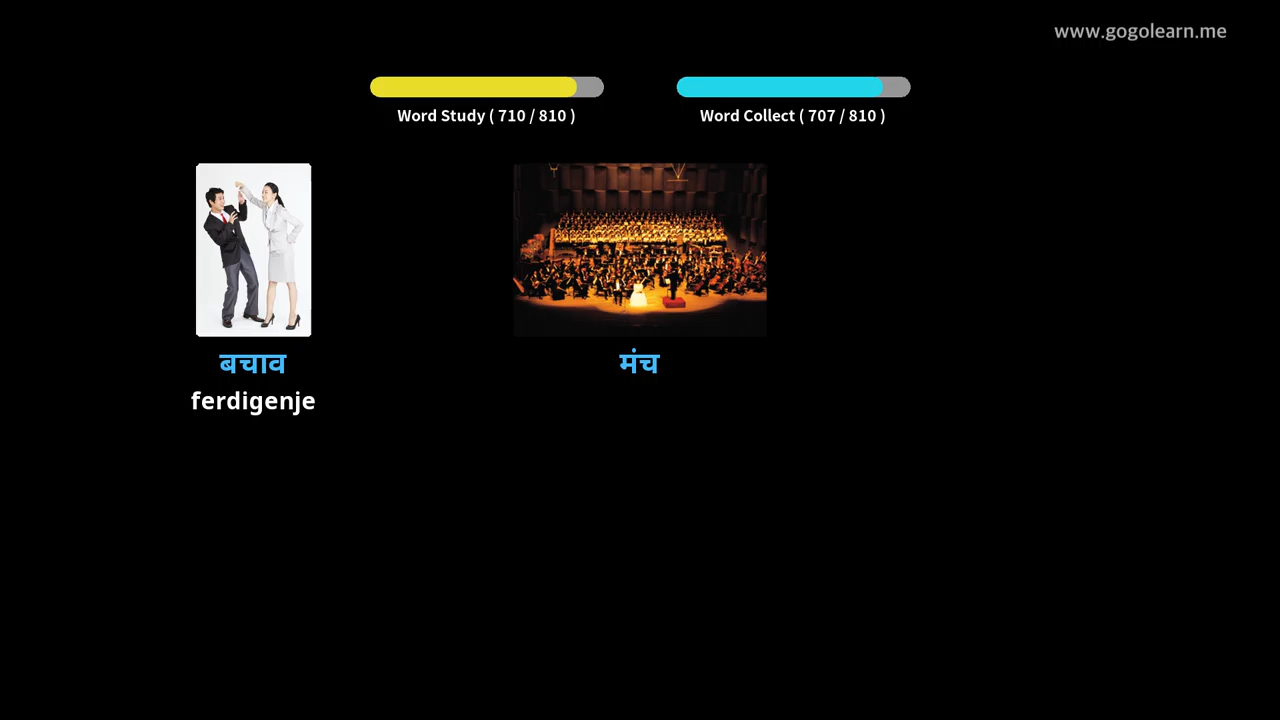 www.gogolearn.me
Word Study ( 710 / 810 )
Word Collect ( 707 / 810 )
बचाव
मंच
ferdigenje